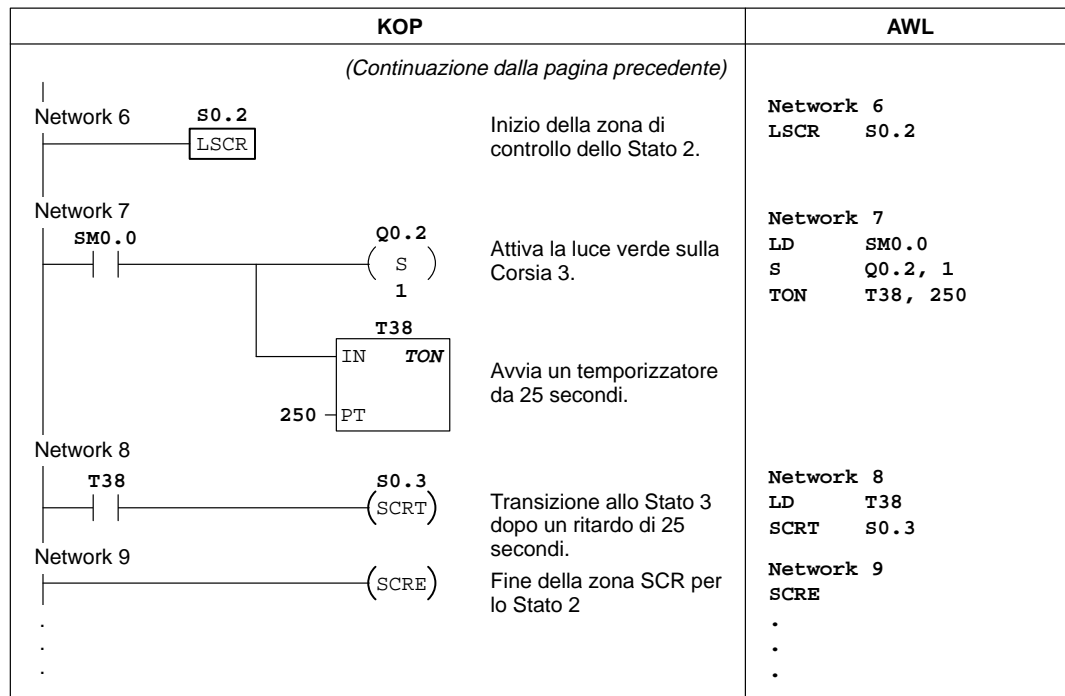 KOP
AWL
(Continuazione dalla pagina precedente)
Network 6
S0.2
LSCR
Inizio della zona di
controllo dello Stato 2.
Network 6
LSCR S0.2
Network 7
SM0.0
Q0.2
S
1
Attiva la luce verde sulla
Corsia 3.
T38
IN TON
250 PT
Avvia un temporizzatore
da 25 secondi.
Network 7
LD SM0.0
S Q0.2, 1
TON T38, 250
Network 8
T38
S0.3
SCRT
Transizione allo Stato 3
dopo un ritardo di 25
secondi.
Network 8
LD T38
SCRT S0.3
Network 9
SCRE
Fine della zona SCR per
lo Stato 2
Network 9
SCRE
.
.
.
.
.
.